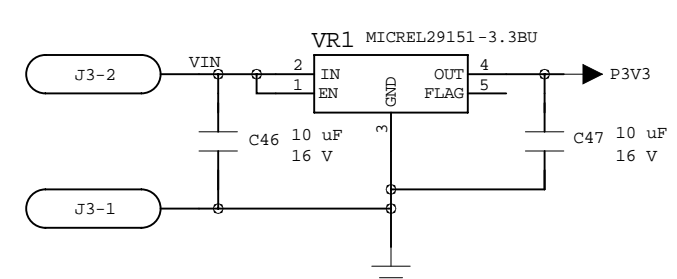 VR1 MICREL29151-3.3BU
J3-2
VIN
2 IN
1 EN
GND
3
OUT 4
FLAG 5
P3V3
C46 10 uF
16 V
C47 10 uF
16 V
J3-1